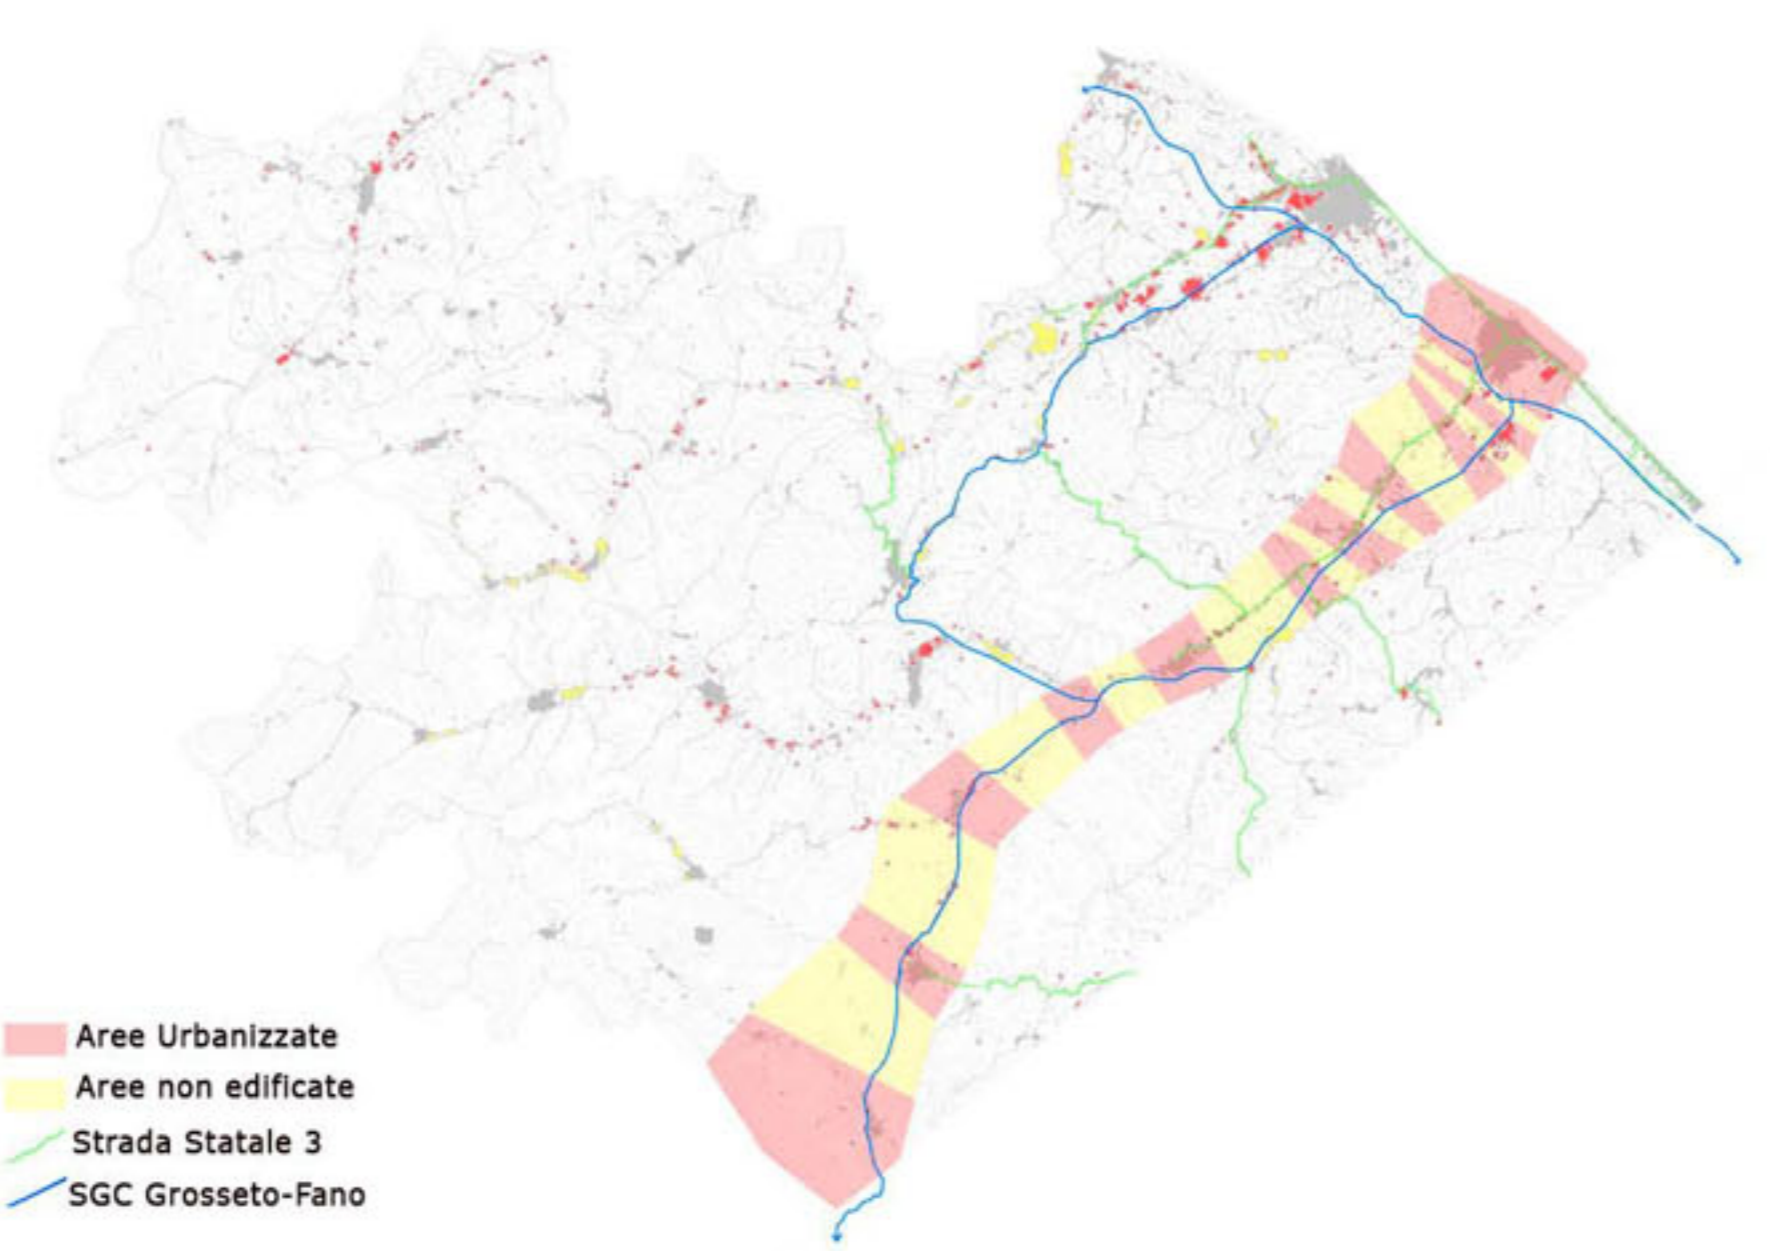 Aree Urbanizzate
Aree non edificate
Strada Statale 3
SGC Grosseto-Fano